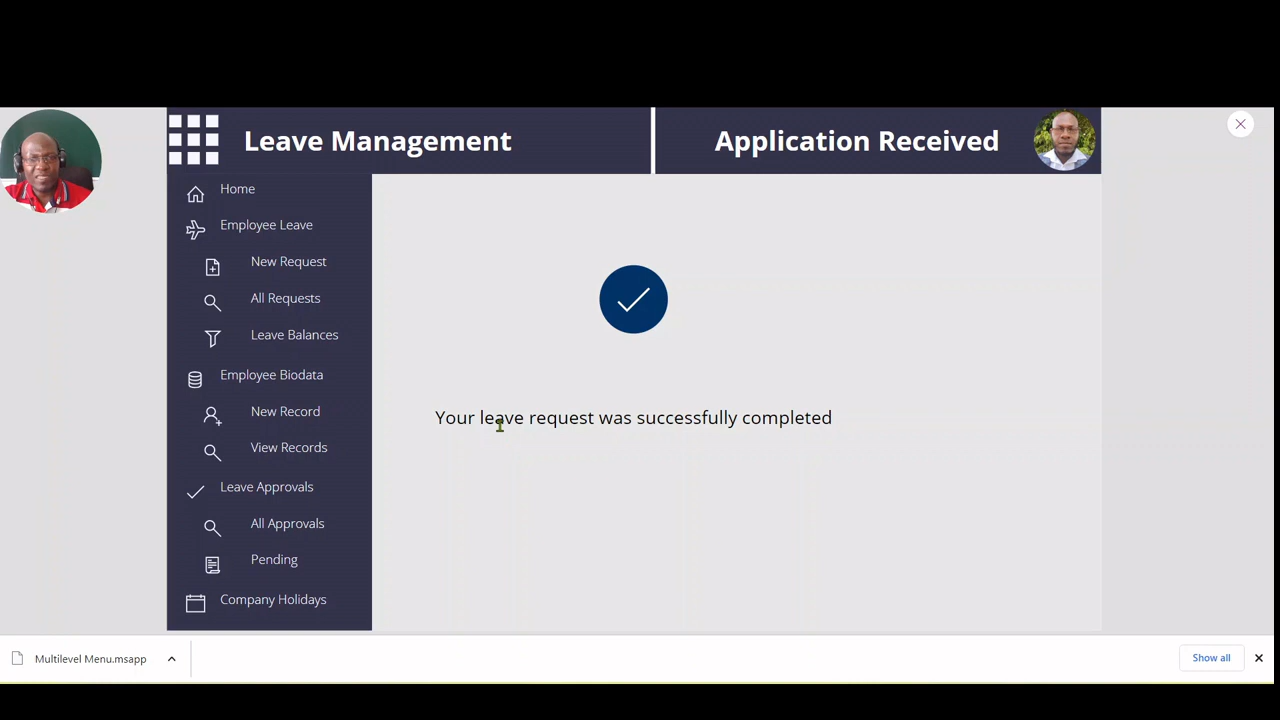 Leave Management
Application Received
Home
Employee Leave
New Request
All Requests
Leave Balances
Employee Biodata
New Record
View Records
Leave Approvals
All Approvals
Pending
Company Holidays
Your leave request was successfully completed
Multilevel Menu.msapp
Show all